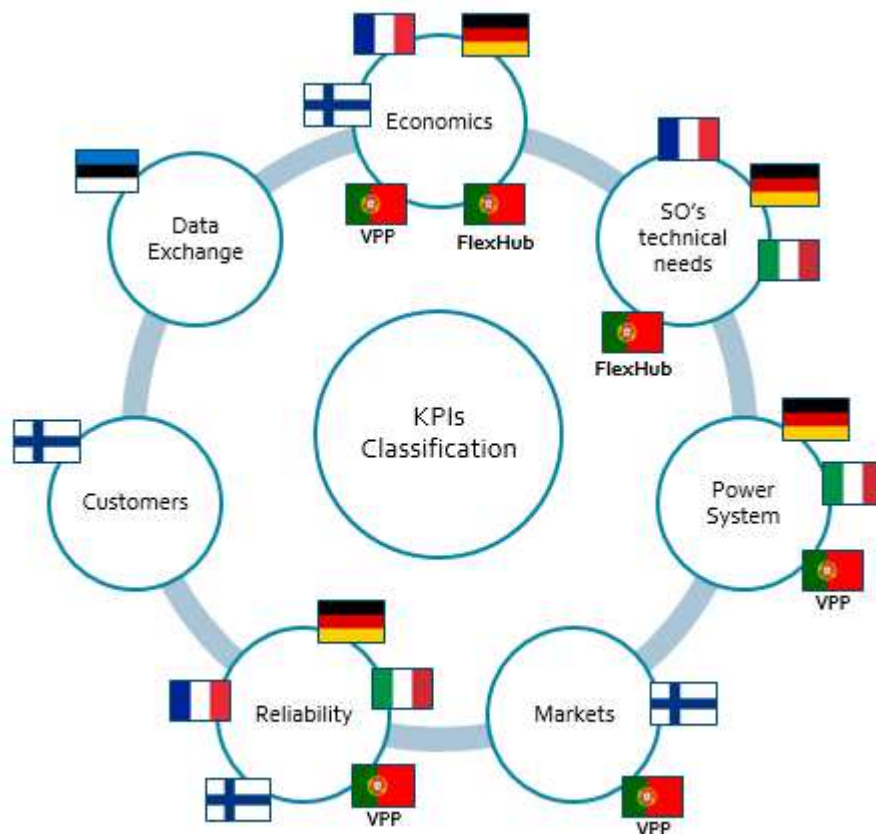 Economics
VPP
FlexHub
Data
Exchange
SO's
technical
needs
FlexHub
KPIs
Classification
Customers
Power
System
VPP
Reliability
VPP
Markets
VPP